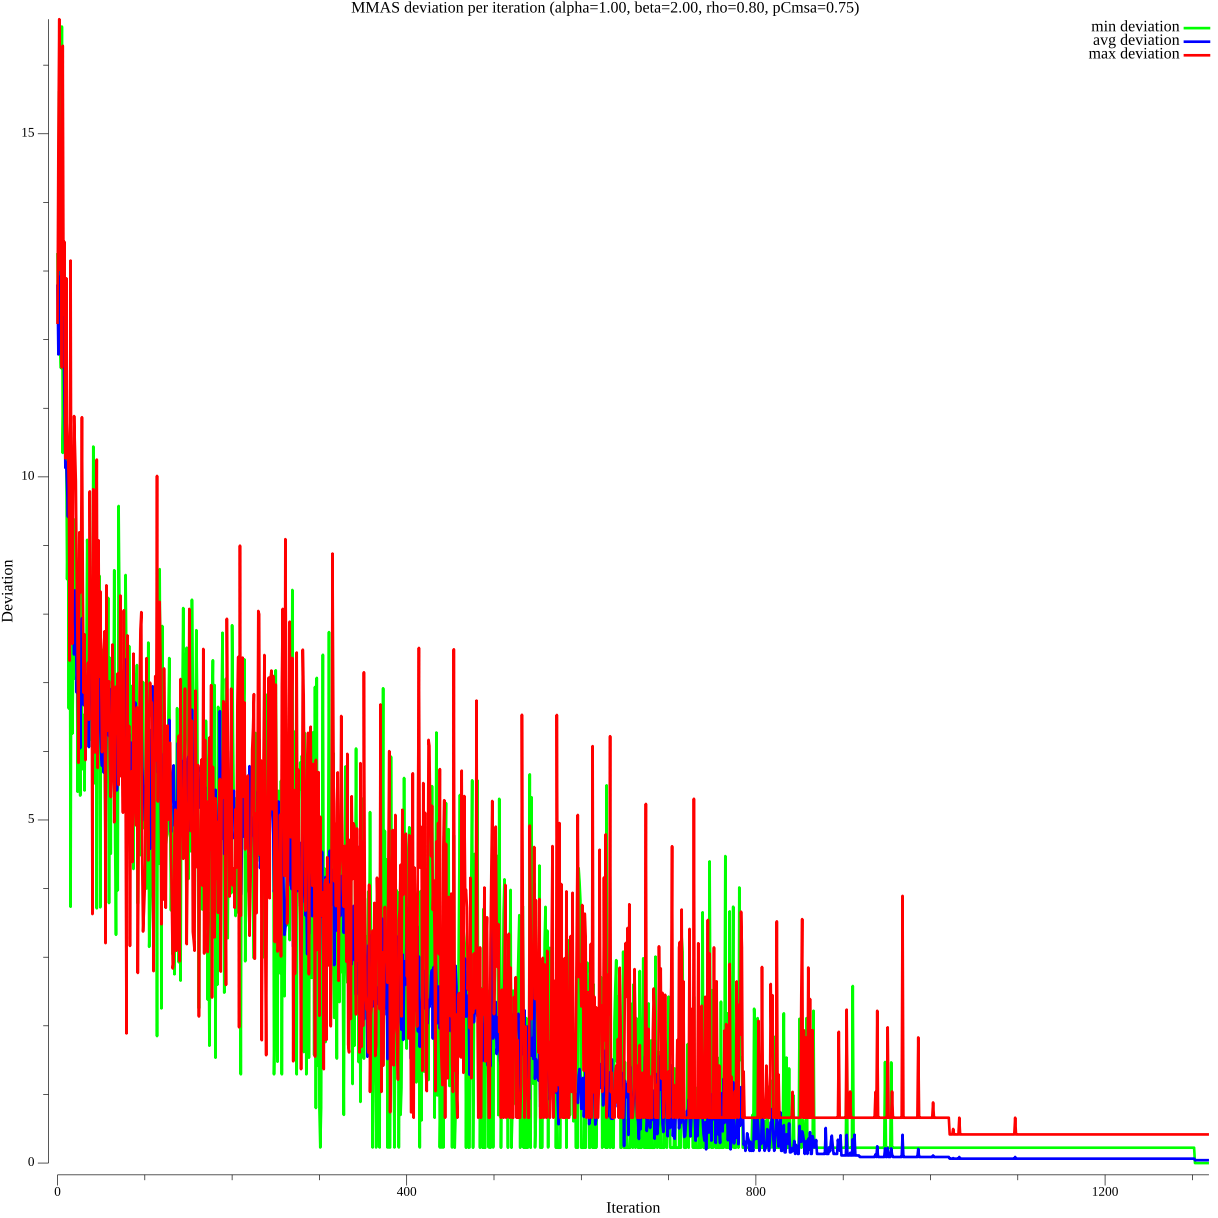 MMAS deviation per iteration (alpha=1.00, beta=2.00, rho=0.80, pCmsa=0.75)
min deviation
avg deviation
max deviation
15
10
5
0
Deviation
0 400 800 1200
Iteration